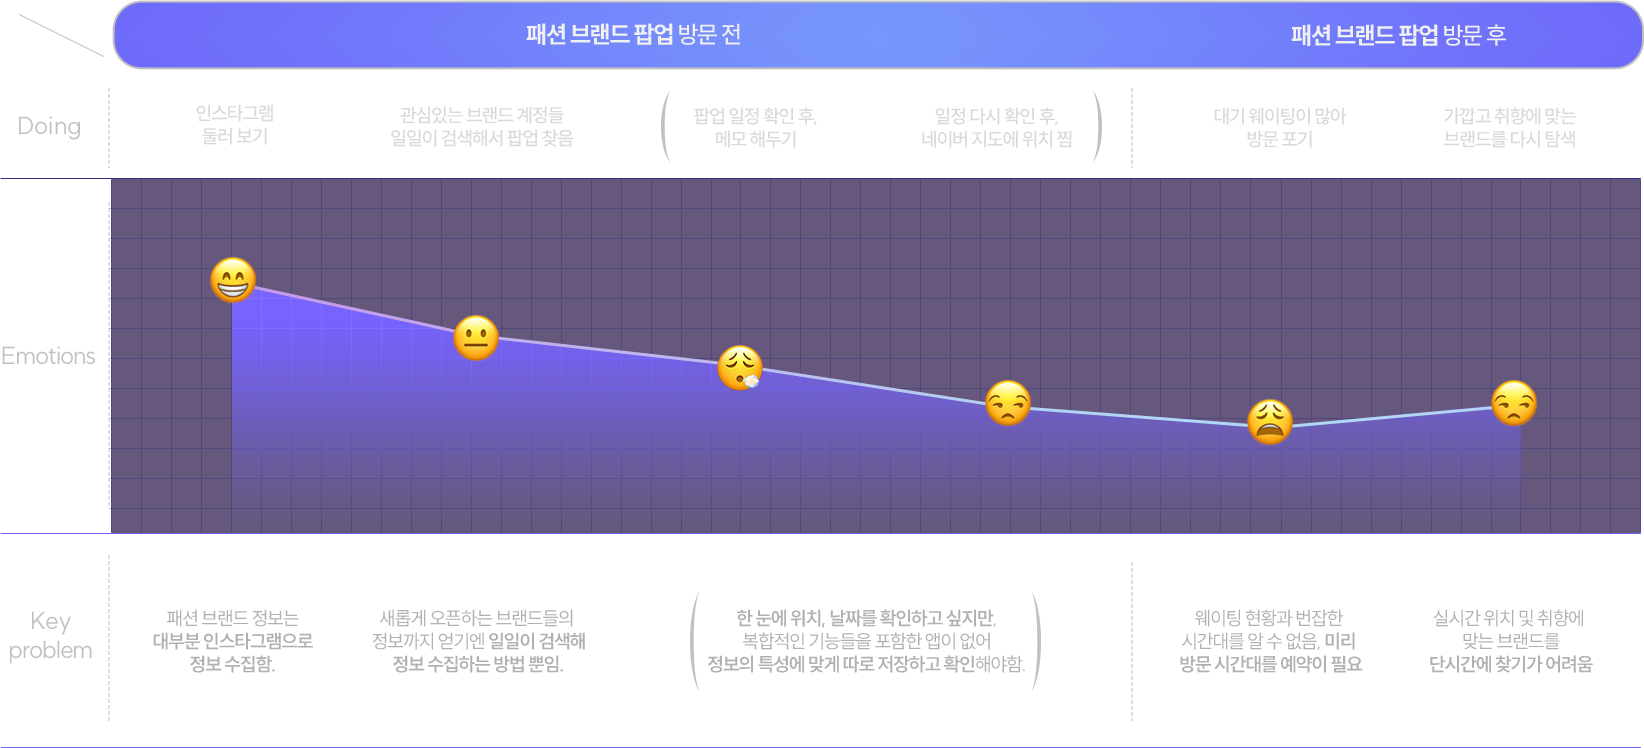 패션 브랜드 팝업 방문 전
패션 브랜드 팝업 방문 후
Doing
인스타그램
둘러 보기
관심있는 브랜드 계정들
일일이 검색해서 팝업 찾음
팝업 일정 확인 후,
메모 해두기
일정 다시 확인 후,
네이버 지도에 위치 찜
대기 웨이팅이 많아
방문 포기
가깝고 취향에 맞는
브랜드를 다시 탐색
Emotions
Key
problem
패션 브랜드 정보는
대부분 인스타그램으로
정보 수집함.
새롭게 오픈하는 브랜드들의
정보까지 얻기엔 일일이 검색해
정보 수집하는 방법 뿐임.
한 눈에 위치, 날짜를 확인하고 싶지만,
복합적인 기능들을 포함한 앱이 없어
정보의 특성에 맞게 따로 저장하고 확인해야함.
웨이팅 현황과 번잡한
시간대를 알 수 없음, 미리
방문 시간대를 예약이 필요
실시간 위치 및 취향에
맞는 브랜드를
단시간에 찾기가 어려움